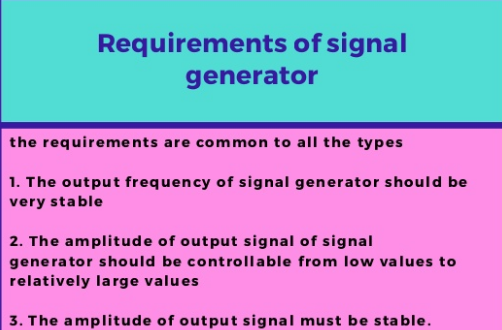 Requirements of signal
generator
the requirements are common to all the types
1. The output frequency of signal generator should be
very stable
2. The amplitude of output signal of signal
generator should be controllable from low values to
relatively large values
3. The amplitude of output signal must be stable.